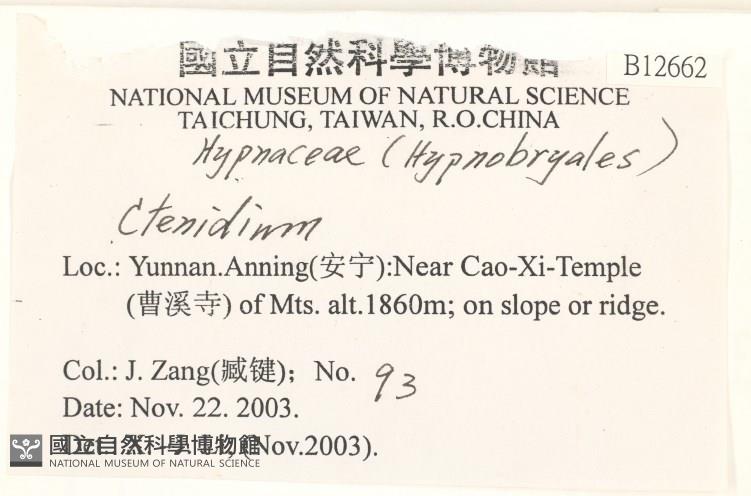 國立自然科學博物館
B12662
NATIONAL MUSEUM OF NATURAL SCIENCE
TAICHUNG, TAIWAN, R.O.CHINA
Hypnaceae (Hypnobryales)
Ctenidium
Loc.: Yunnan.Anning(安宁):Near Cao-Xi-Temple
(曹溪寺) of Mts. alt.1860m; on slope or ridge.
Col.: J. Zang(臧键); No. 93
Date: Nov. 22. 2003.
(Nov.2003).
國立自然科學博物館
NATIONAL MUSEUM OF NATURAL SCIENCE